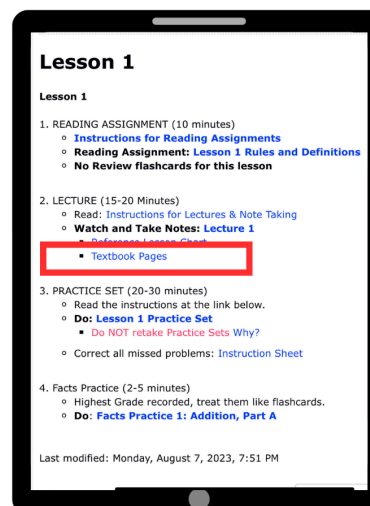 Lesson 1
Lesson 1
1. READING ASSIGNMENT (10 minutes)
Instructions for Reading Assignments
Reading Assignment: Lesson 1 Rules and Definitions
No Review flashcards for this lesson
2. LECTURE (15-20 Minutes)
Read: Instructions for Lectures & Note Taking
Watch and Take Notes: Lecture 1
Reference Lesson Chart
Textbook Pages
3. PRACTICE SET (20-30 minutes)
Read the instructions at the link below.
Do: Lesson 1 Practice Set
Do NOT retake Practice Sets Why?
Correct all missed problems: Instruction Sheet
4. Facts Practice (2-5 minutes)
Highest Grade recorded, treat them like flashcards.
Do: Facts Practice 1: Addition, Part A
Last modified: Monday, August 7, 2023, 7:51 PM